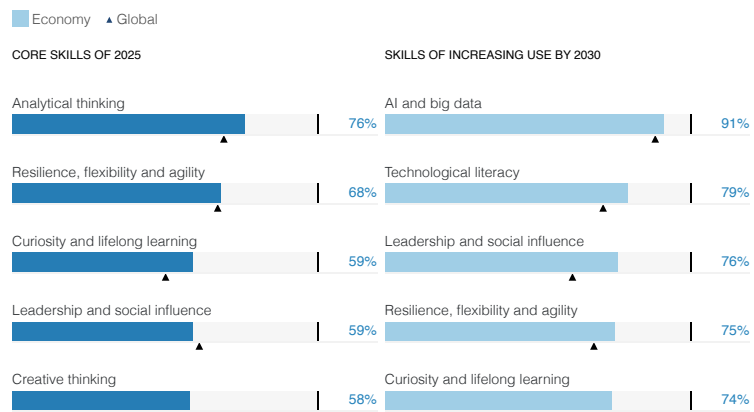 Economy Global
CORE SKILLS OF 2025
Analytical thinking
76%
Resilience, flexibility and agility
68%
Curiosity and lifelong learning
59%
Leadership and social influence
59%
Creative thinking
58%
SKILLS OF INCREASING USE BY 2030
AI and big data
91%
Technological literacy
79%
Leadership and social influence
76%
Resilience, flexibility and agility
75%
Curiosity and lifelong learning
74%